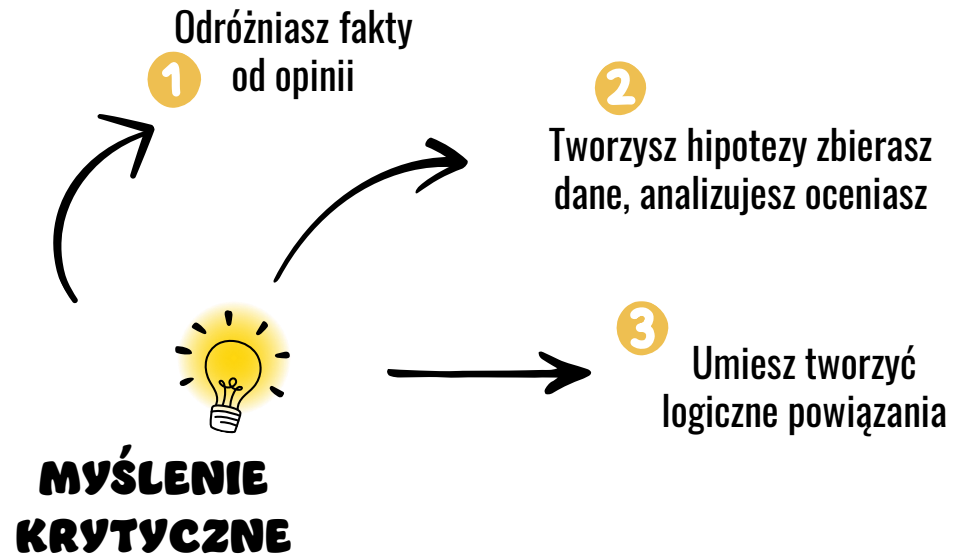 Odróżniasz fakty
1 od opinii
2
Tworzysz hipotezy zbierasz
dane, analizujesz oceniasz
3
Umiesz tworzyć
logiczne powiązania
MYŚLENIE
KRYTYCZNE